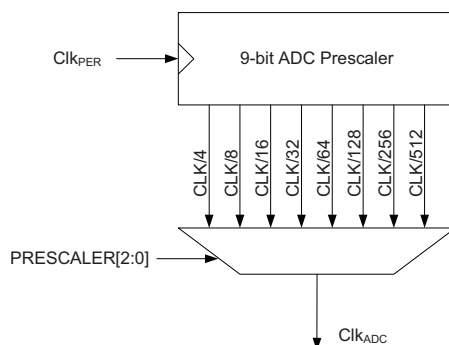 9-bit ADC Prescaler
ClkPER
CLK/4
CLK/8
CLK/16
CLK/32
CLK/64
CLK/128
CLK/256
CLK/512
PRESCALER[2:0]
ClkADC